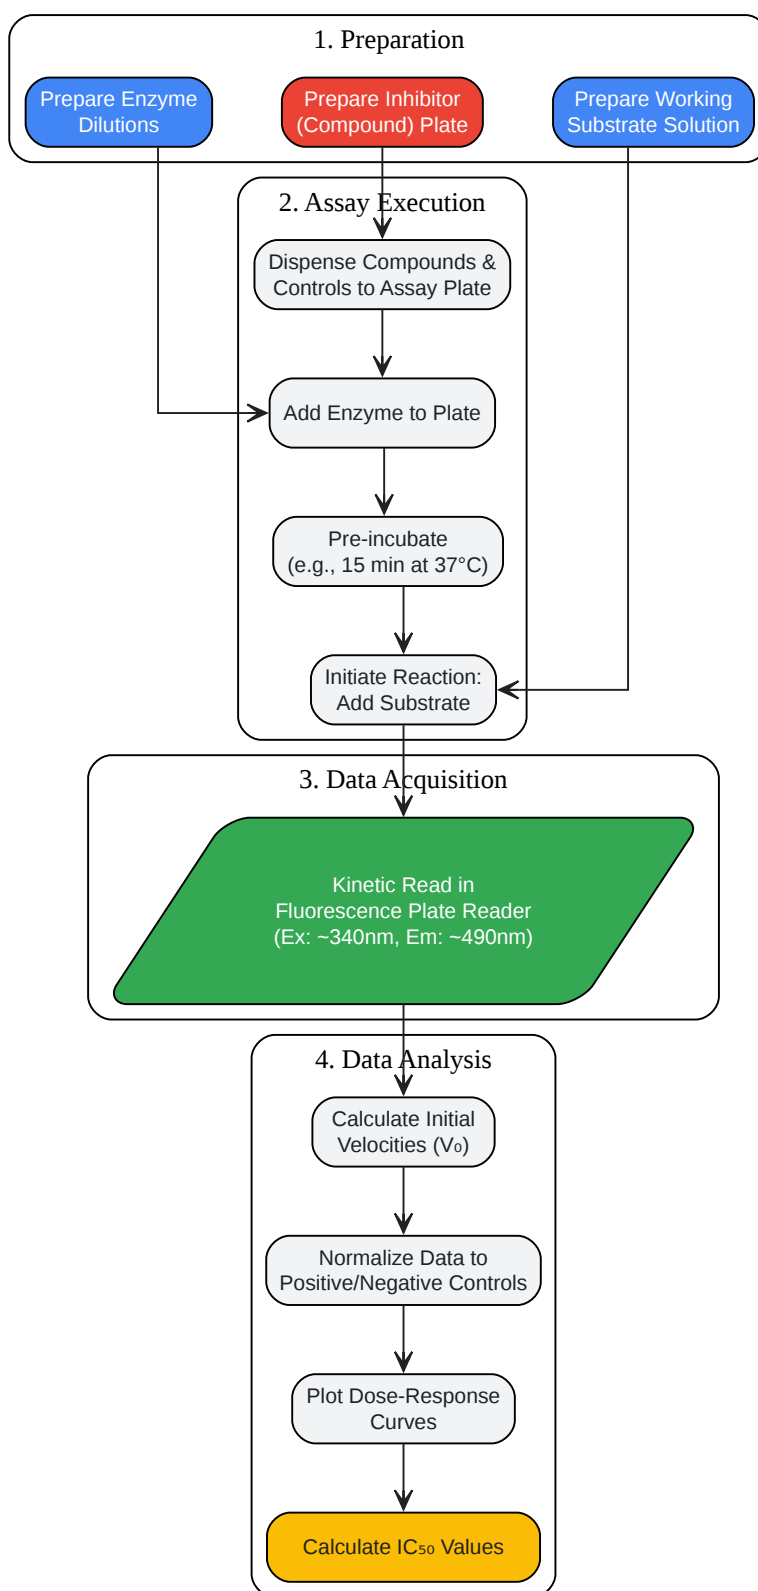 1. Preparation
Prepare Enzyme
Dilutions
Prepare Inhibitor
(Compound) Plate
Prepare Working
Substrate Solution
2. Assay Execution
Dispense Compounds &
Controls to Assay Plate
Add Enzyme to Plate
Pre-incubate
(e.g., 15 min at 37°C)
Initiate Reaction:
Add Substrate
3. Data Acquisition
Kinetic Read in
Fluorescence Plate Reader
(Ex: ~340nm, Em: ~490nm)
4. Data Analysis
Calculate Initial
Velocities (V₀)
Normalize Data to
Positive/Negative Controls
Plot Dose-Response
Curves
Calculate IC₅₀ Values